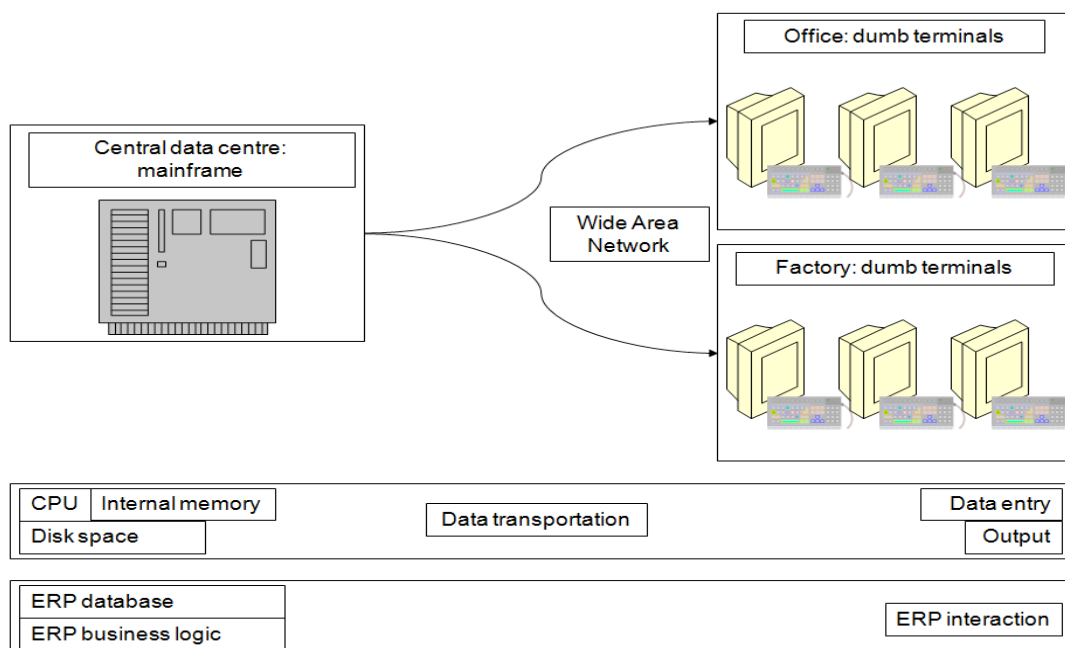 Office: dumb terminals
Central data centre:
mainframe
Wide Area
Network
Factory: dumb terminals
CPU
Internal memory
Disk space
Data transportation
Data entry
Output
ERP database
ERP business logic
ERP interaction